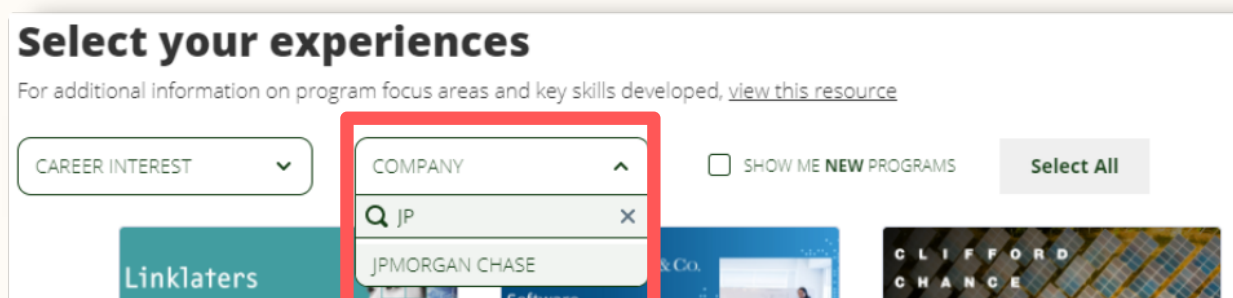 Select your experiences
For additional information on program focus areas and key skills developed, view this resource
CAREER INTEREST
COMPANY
SHOW ME NEW PROGRAMS
Select All
JP
JPMORGAN CHASE
Linklaters
& Co.
CLIFFORD
CHANCE